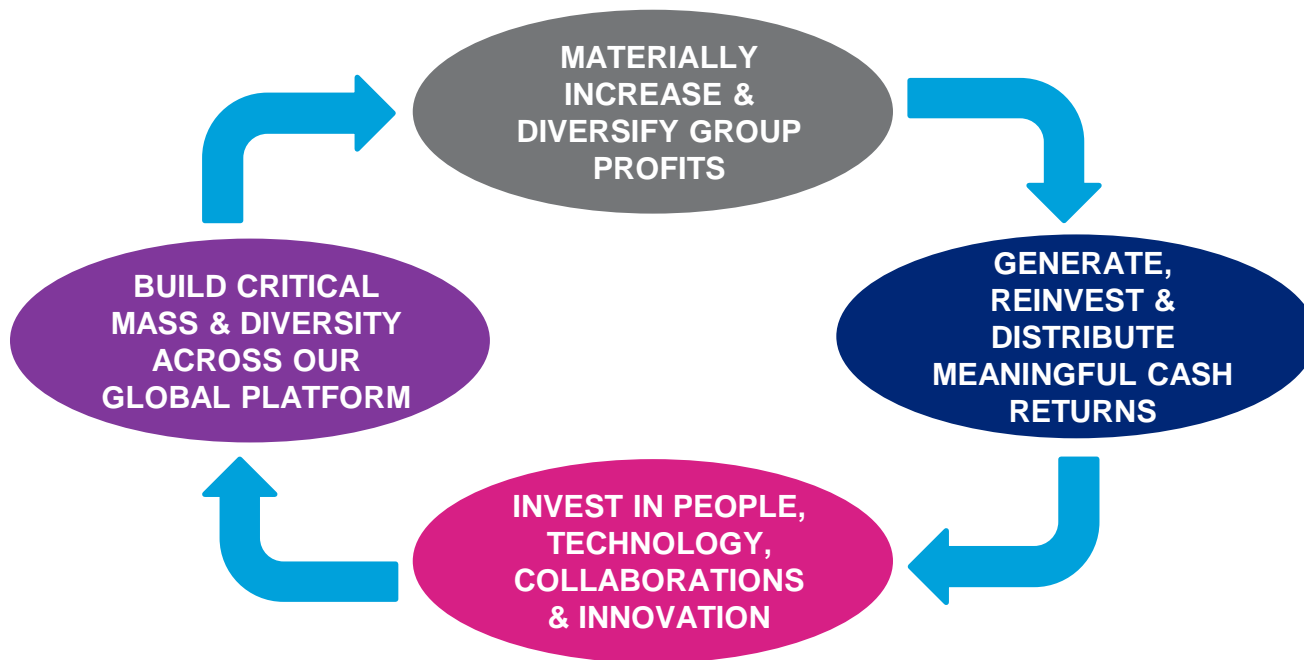 MATERIALLY
INCREASE &
DIVERSIFY GROUP
PROFITS
GENERATE,
REINVEST &
DISTRIBUTE
MEANINGFUL CASH
RETURNS
INVEST IN PEOPLE,
TECHNOLOGY,
COLLABORATIONS
& INNOVATION
BUILD CRITICAL
MASS & DIVERSITY
ACROSS OUR
GLOBAL PLATFORM